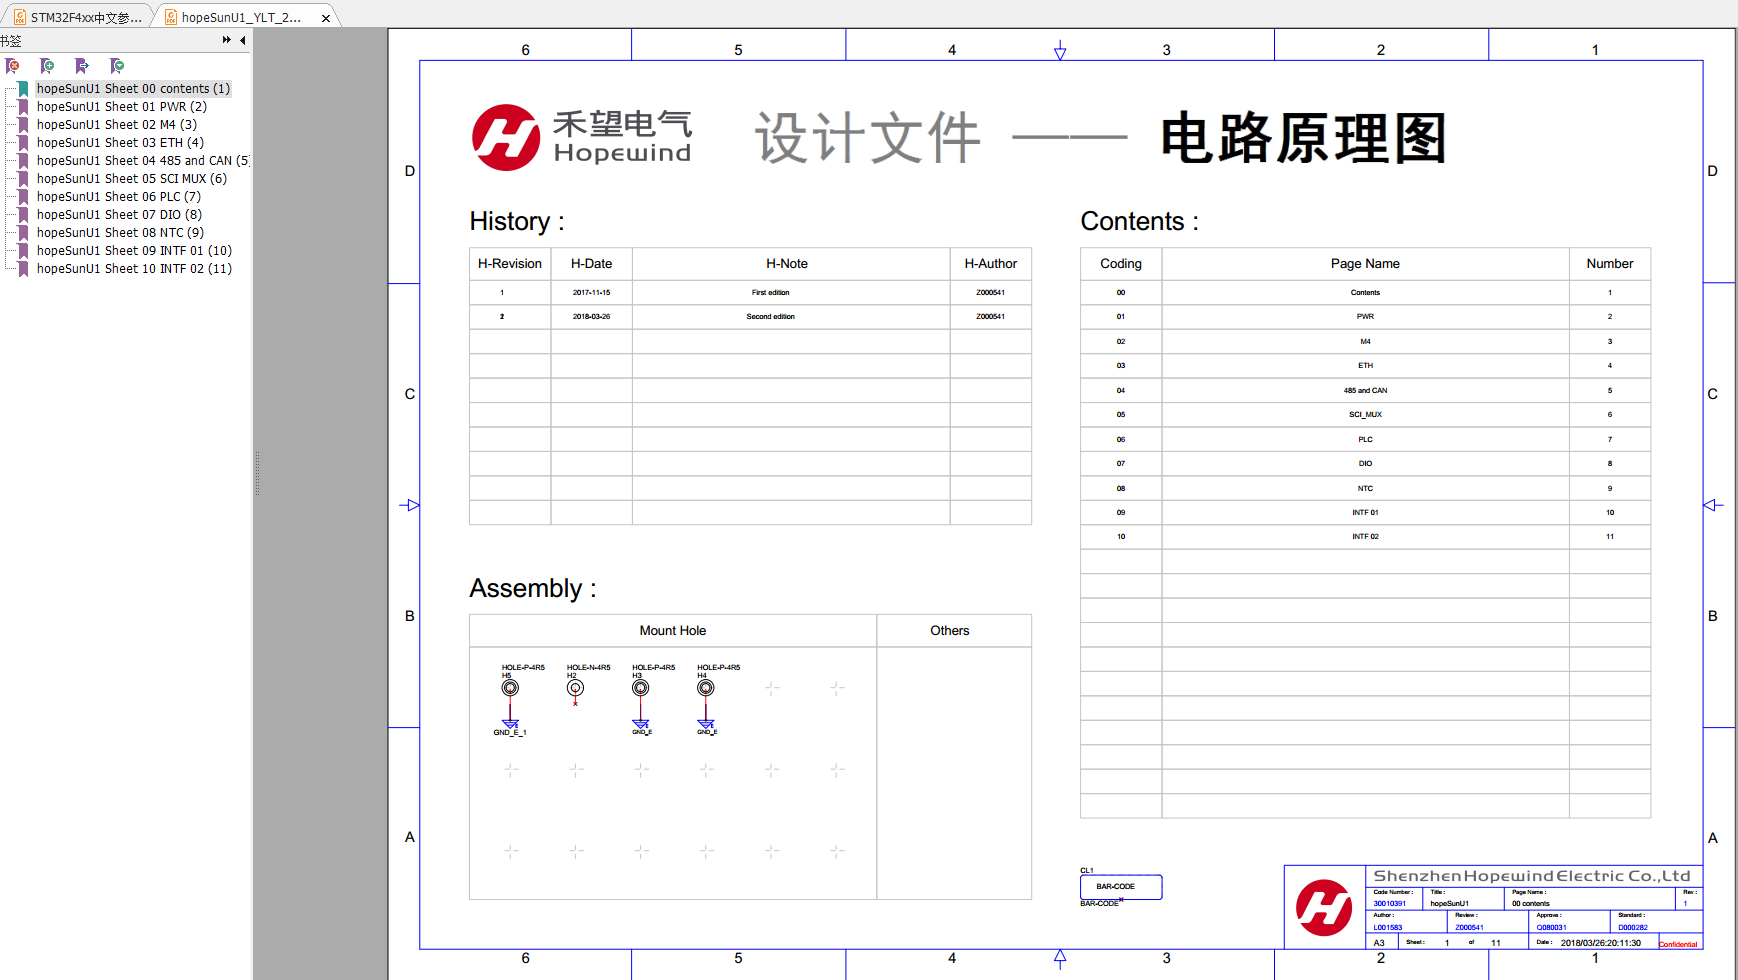 STM32F4xx中文参...
hopeSunU1_YLT_2...
书签
hopeSunU1 Sheet 00 contents (1)
hopeSunU1 Sheet 01 PWR (2)
hopeSunU1 Sheet 02 M4 (3)
hopeSunU1 Sheet 03 ETH (4)
hopeSunU1 Sheet 04 485 and CAN (5)
hopeSunU1 Sheet 05 SCI MUX (6)
hopeSunU1 Sheet 06 PLC (7)
hopeSunU1 Sheet 07 DIO (8)
hopeSunU1 Sheet 08 NTC (9)
hopeSunU1 Sheet 09 INTF 01 (10)
hopeSunU1 Sheet 10 INTF 02 (11)
6 5 4 3 2 1
禾望电气
Hopewind
设计文件 —— 电路原理图
D D
History :
H-Revision H-Date H-Note H-Author
1 2017-11-15 First edition Z000541
2 2018-03-26 Second edition Z000541
Contents :
Coding Page Name Number
00 Contents 1
01 PWR 2
02 M4 3
03 ETH 4
04 485 and CAN 5
05 SCI_MUX 6
06 PLC 7
07 DIO 8
08 NTC 9
09 INTF 01 10
10 INTF 02 11
C C
Assembly :
B B
Mount Hole Others
HOLE-P-4R5 HOLE-N-4R5 HOLE-P-4R5 HOLE-P-4R5
H5 H2 H3 H4
E E E
GND_E_1 GND_E GND_E
A A
CL1
BAR-CODE
BAR-CODE
ShenzhenHopewindElectric Co.,Ltd
Code Number : Title : Page Name : Rev :
30010391 hopeSunU1 00 contents 1
Author : Review : Approve : Standard :
L001583 Z000541 Q080031 D000282
A3 Sheet : 1 of 11 Date : 2018/03/26:20:11:30 Confidential
6 5 4 3 2 1